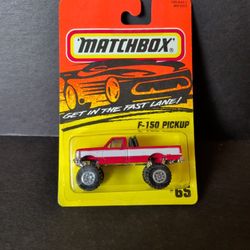 MATCHBOX
GET IN THE FAST LANE!
F-150 PICKUP
65